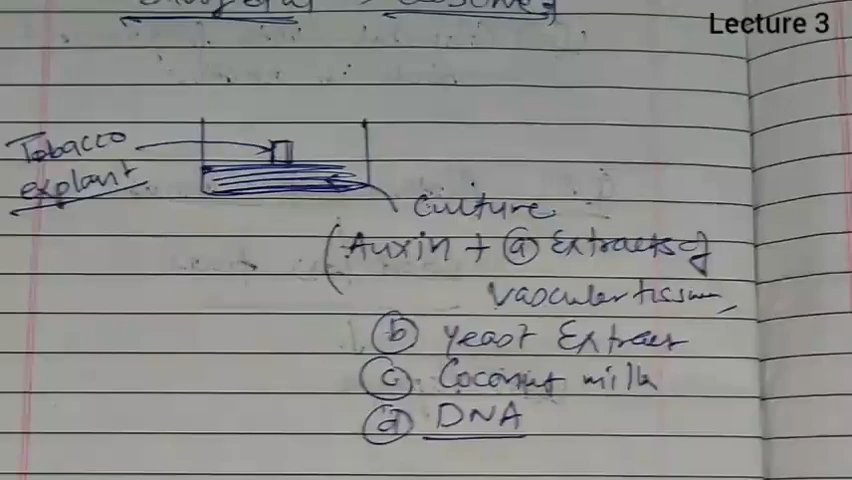 Lecture 3
Tobacco
explant
Culture
(Auxin + (a) Extracts of
vascular tissue,
(b) Yeast Extract
(c) Coconut milk
(d) DNA